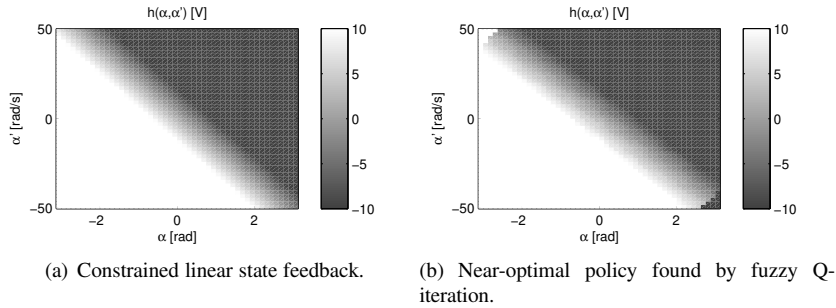 h(α,α') [V]
50
0
−50
α' [rad/s]
−2
0
2
α [rad]
10
5
0
−5
−10
(a) Constrained linear state feedback.
h(α,α') [V]
50
0
−50
α' [rad/s]
−2
0
2
α [rad]
10
5
0
−5
−10
(b) Near-optimal policy found by fuzzy Q-
iteration.